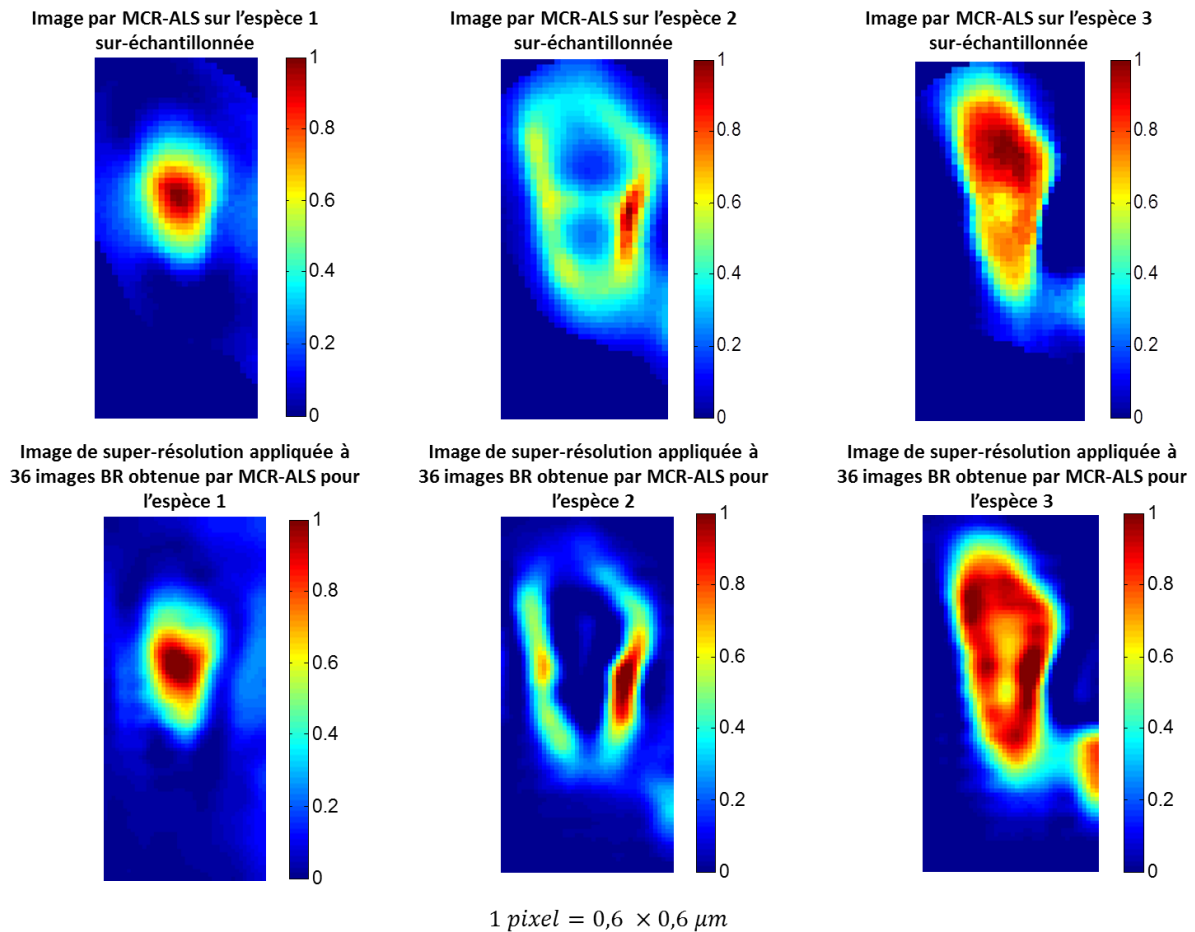 Image par MCR-ALS sur l’espèce 1
sur-échantillonnée
1
0.8
0.6
0.4
0.2
0
Image par MCR-ALS sur l’espèce 2
sur-échantillonnée
1
0.8
0.6
0.4
0.2
0
Image par MCR-ALS sur l’espèce 3
sur-échantillonnée
1
0.8
0.6
0.4
0.2
0
Image de super-résolution appliquée à
36 images BR obtenue par MCR-ALS pour
l’espèce 1
1
0.8
0.6
0.4
0.2
0
Image de super-résolution appliquée à
36 images BR obtenue par MCR-ALS pour
l’espèce 2
1
0.8
0.6
0.4
0.2
0
Image de super-résolution appliquée à
36 images BR obtenue par MCR-ALS pour
l’espèce 3
1
0.8
0.6
0.4
0.2
0
1 pixel = 0,6 × 0,6 μm